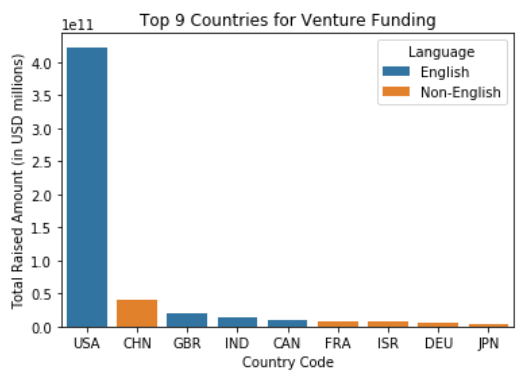 Top 9 Countries for Venture Funding
1e11
Language
English
Non-English
Total Raised Amount (in USD millions)
4.0
3.5
3.0
2.5
2.0
1.5
1.0
0.5
0.0
USA CHN GBR IND CAN FRA ISR DEU JPN
Country Code